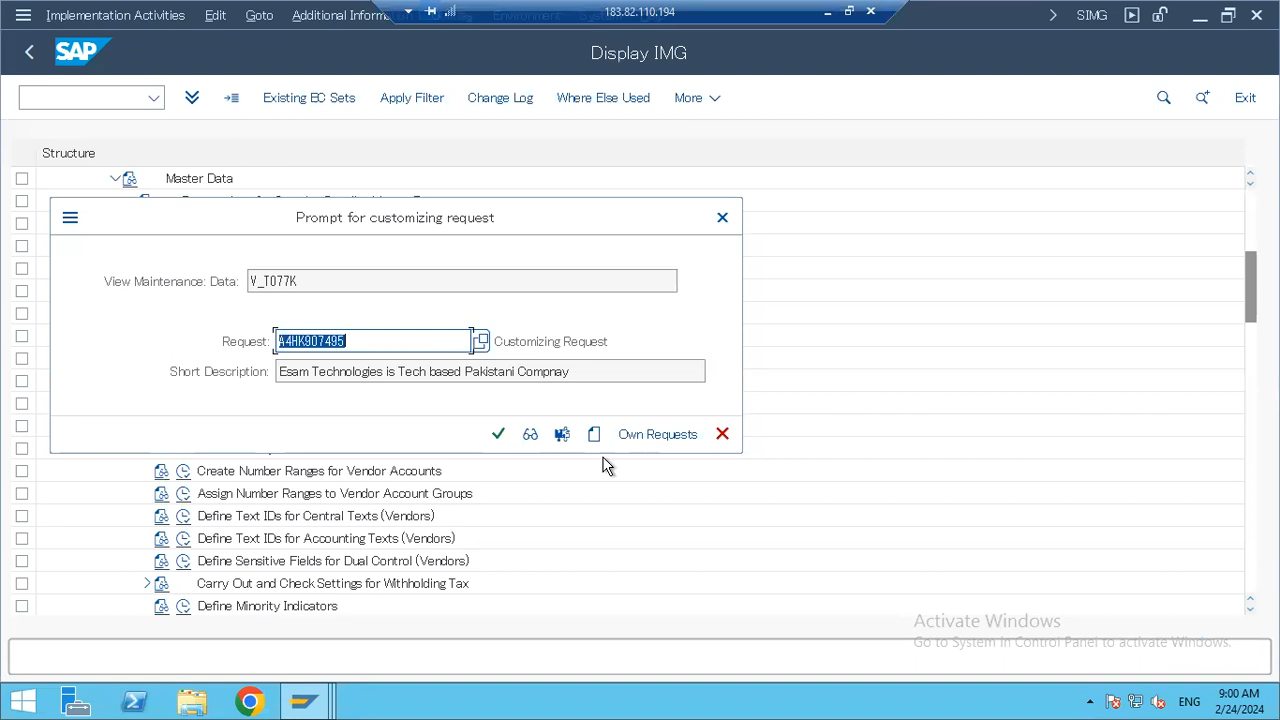 Implementation Activities Edit Goto Additional Information Environment 183.82.110.194 SIMG
SAP Display IMG
Existing BC Sets Apply Filter Change Log Where Else Used More Exit
Structure
Master Data
Prompt for customizing request
View Maintenance: Data: V_T077K
Request: A4HK907495 Customizing Request
Short Description: Esam Technologies is Tech based Pakistani Compnay
Own Requests
Create Number Ranges for Vendor Accounts
Assign Number Ranges to Vendor Account Groups
Define Text IDs for Central Texts (Vendors)
Define Text IDs for Accounting Texts (Vendors)
Define Sensitive Fields for Dual Control (Vendors)
Carry Out and Check Settings for Withholding Tax
Define Minority Indicators
Activate Windows
Go to System in Control Panel to activate Windows.
ENG
9:00 AM
2/24/2024